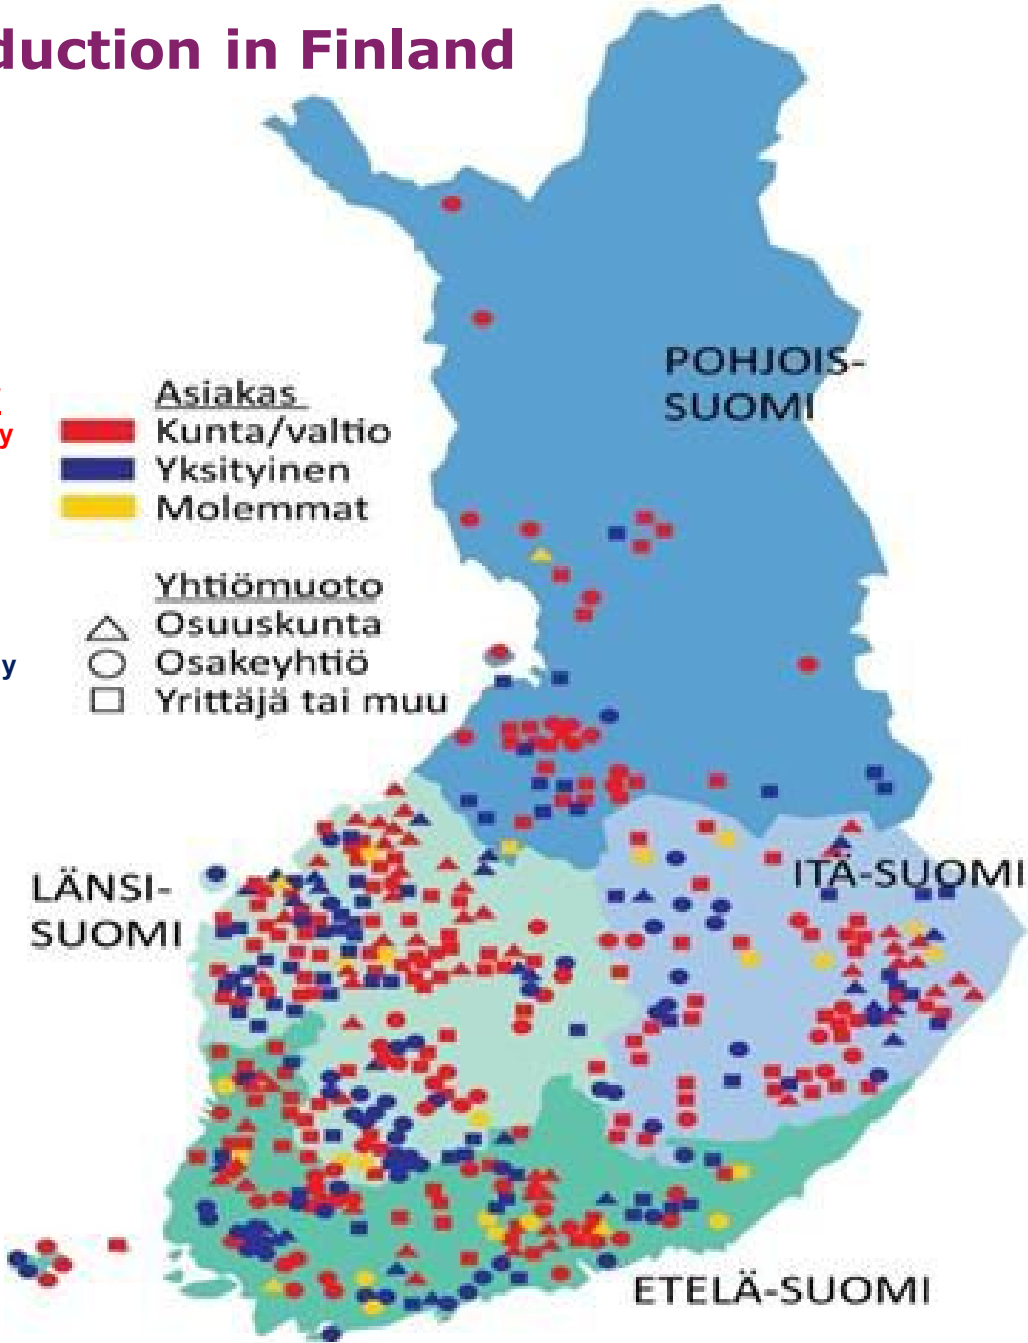 duction in Finland
POHJOIS-
SUOMI
Asiakas
y
Kunta/valtio
Yksityinen
Molemmat
Yhtiömuoto
Osuuskunta
y
Osakeyhtiö
Yrittäjä tai muu
LÄNSI-
SUOMI
ITÄ-SUOMI
ETELÄ-SUOMI